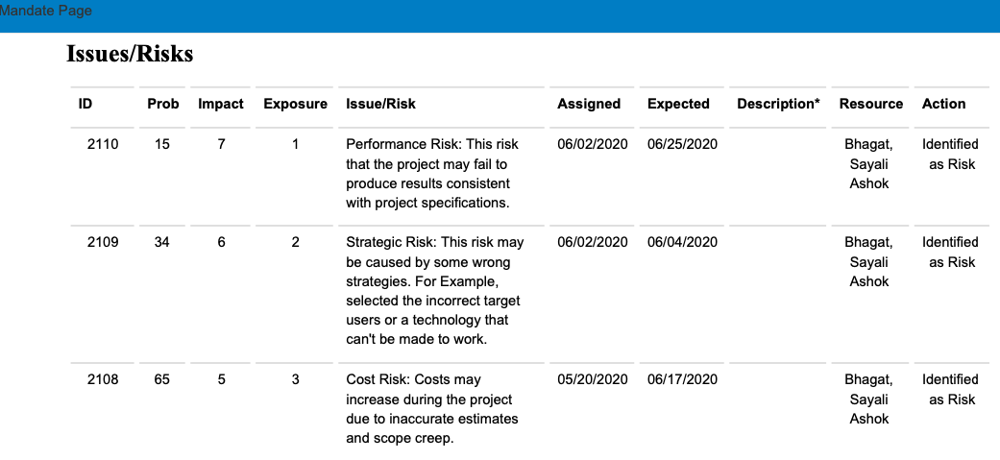 Mandate Page
Issues/Risks
ID Prob Impact Exposure Issue/Risk Assigned Expected Description* Resource Action
2110 15 7 1 Performance Risk: This risk 06/02/2020 06/25/2020 Bhagat, Identified
that the project may fail to Sayali as Risk
produce results consistent Ashok
with project specifications.
2109 34 6 2 Strategic Risk: This risk may 06/02/2020 06/04/2020 Bhagat, Identified
be caused by some wrong Sayali as Risk
strategies. For Example, Ashok
selected the incorrect target
users or a technology that
can't be made to work.
2108 65 5 3 Cost Risk: Costs may 05/20/2020 06/17/2020 Bhagat, Identified
increase during the project Sayali as Risk
due to inaccurate estimates Ashok
and scope creep.